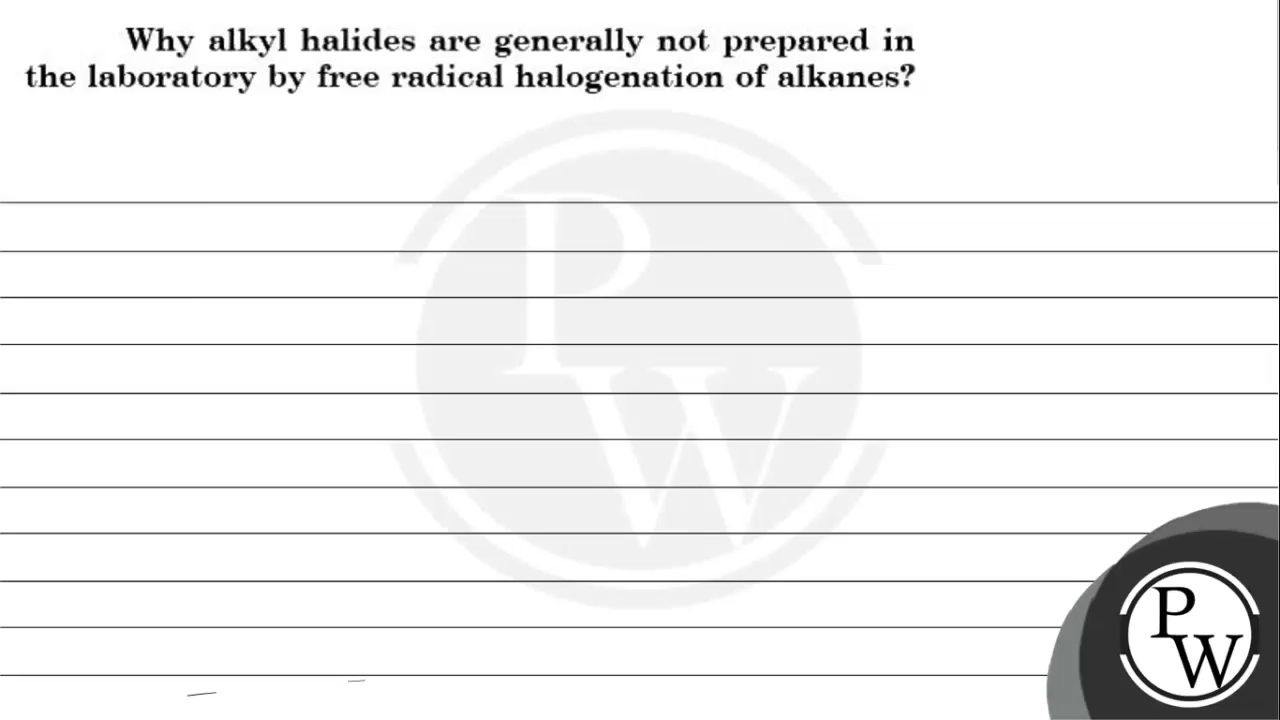 Why alkyl halides are generally not prepared in
the laboratory by free radical halogenation of alkanes?
P
W
P
W